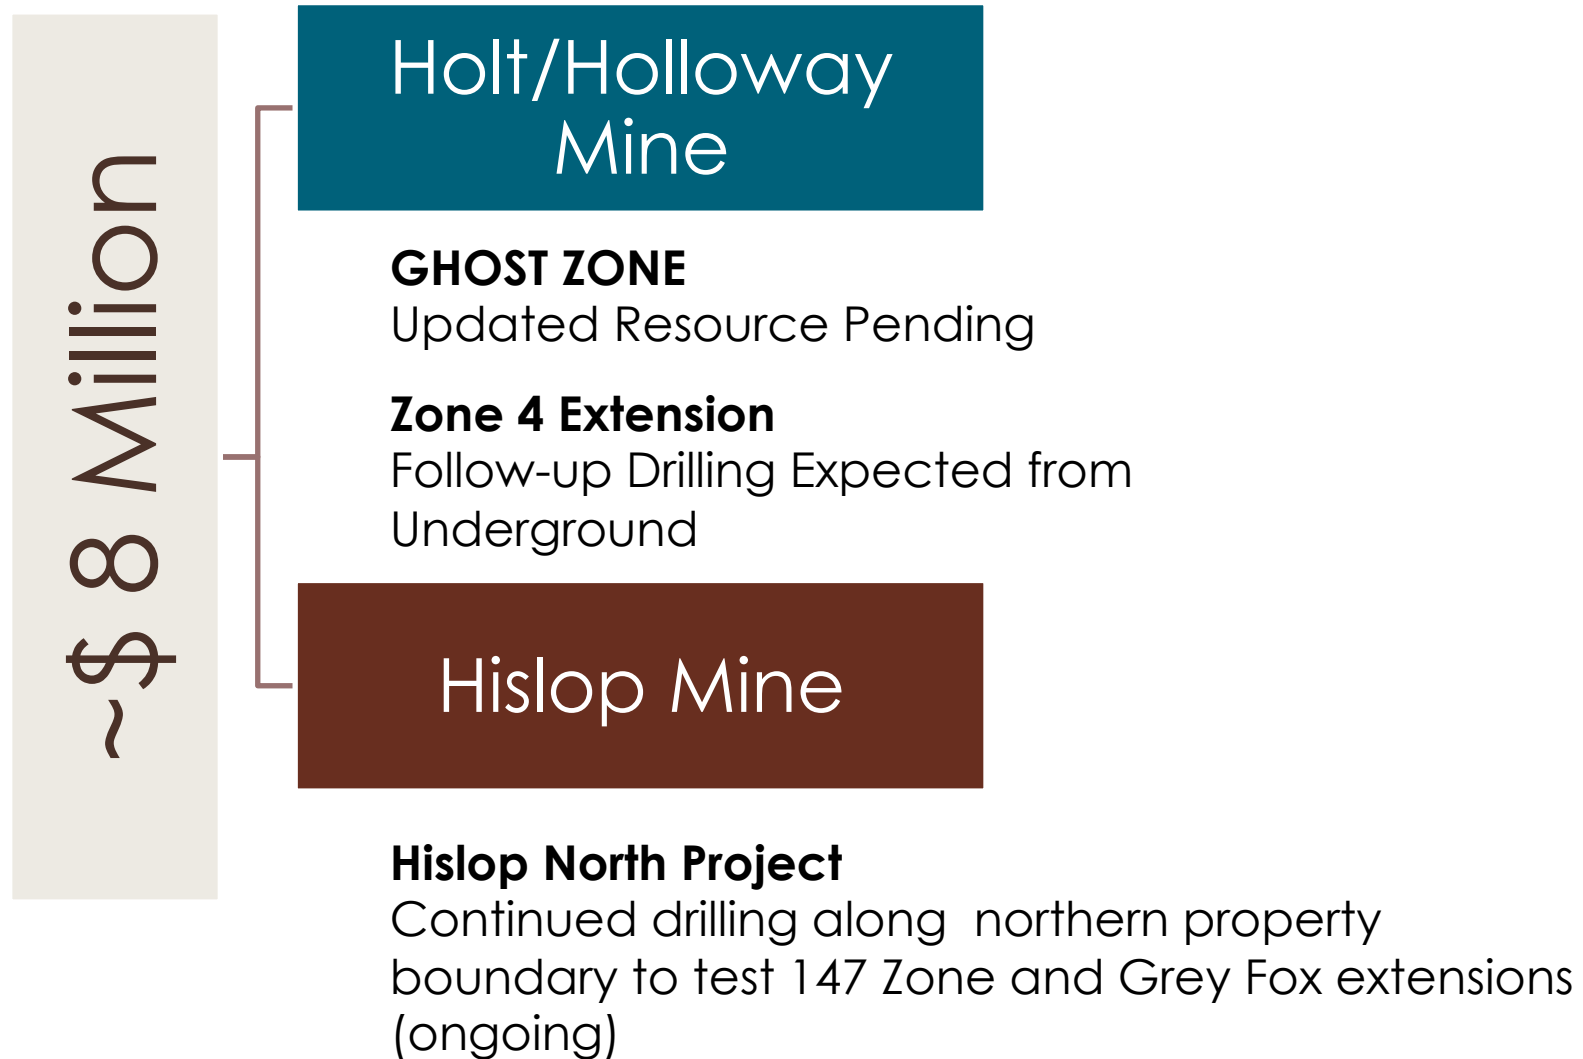 ~$ 8 Million
Holt/Holloway
Mine
GHOST ZONE
Updated Resource Pending
Zone 4 Extension
Follow-up Drilling Expected from
Underground
Hislop Mine
Hislop North Project
Continued drilling along  northern property
boundary to test 147 Zone and Grey Fox extensions
(ongoing)